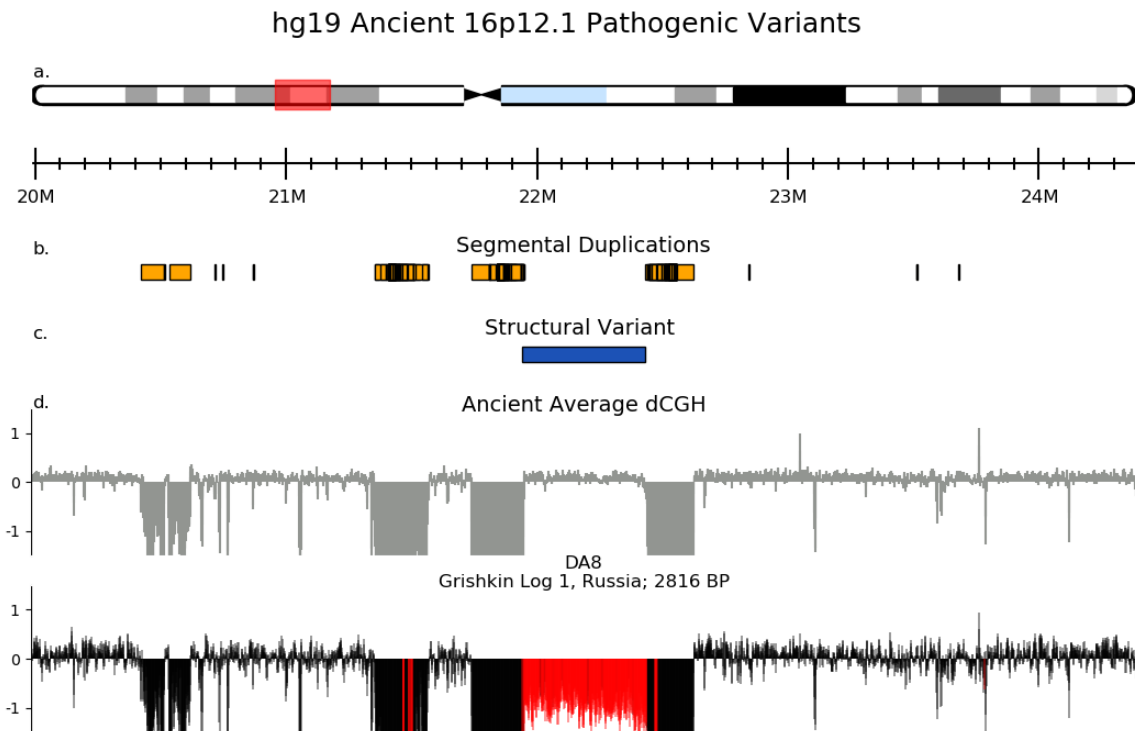 hg19 Ancient 16p12.1 Pathogenic Variants
a.
20M 21M 22M 23M 24M
b.
Segmental Duplications
c.
Structural Variant
d.
Ancient Average dCGH
1
0
-1
DA8
Grishkin Log 1, Russia; 2816 BP
1
0
-1